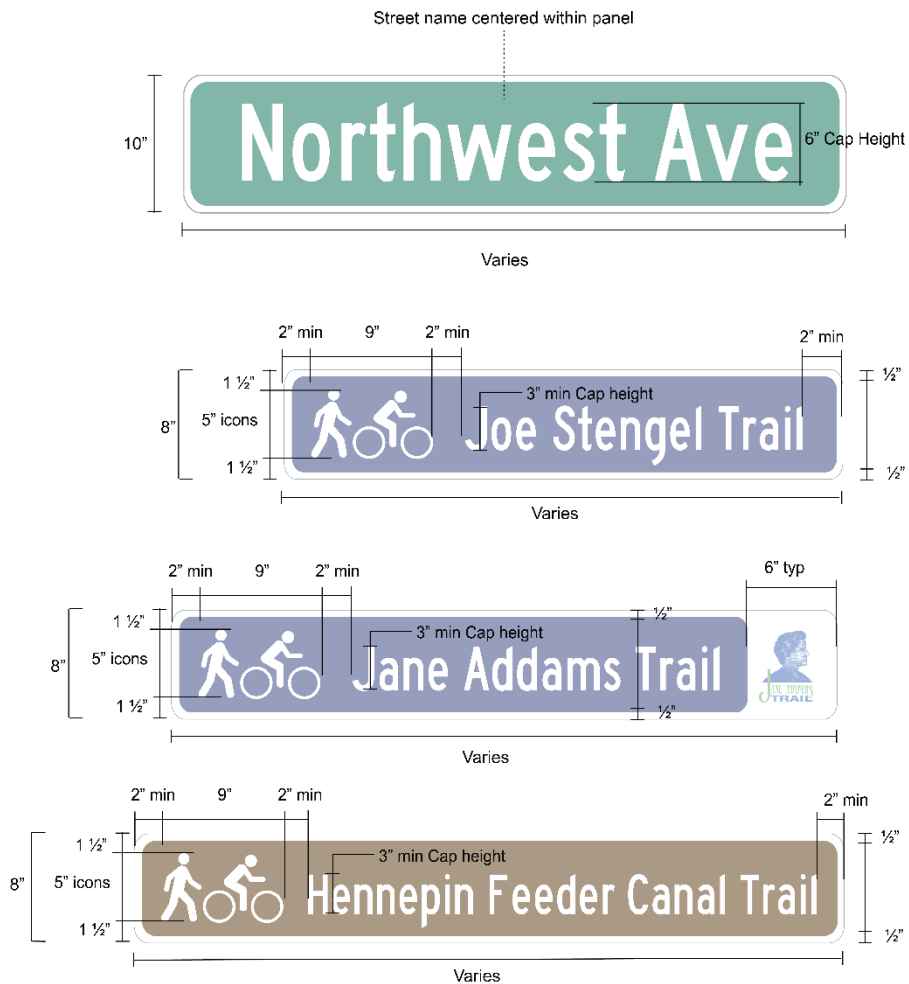 Street name centered within panel
10”
Northwest Ave
6” Cap Height
Varies
2” min
9”
2” min
2” min
8”
1 ½”
5” icons
1 ½”
3” min Cap height
Joe Stengel Trail
½”
½”
Varies
2” min
9”
2” min
6” typ
8”
1 ½”
5” icons
1 ½”
3” min Cap height
Jane Addams Trail
½”
½”
JANE ADDAMS
TRAIL
Varies
2” min
9”
2” min
2” min
8”
1 ½”
5” icons
1 ½”
3” min Cap height
Hennepin Feeder Canal Trail
½”
½”
Varies